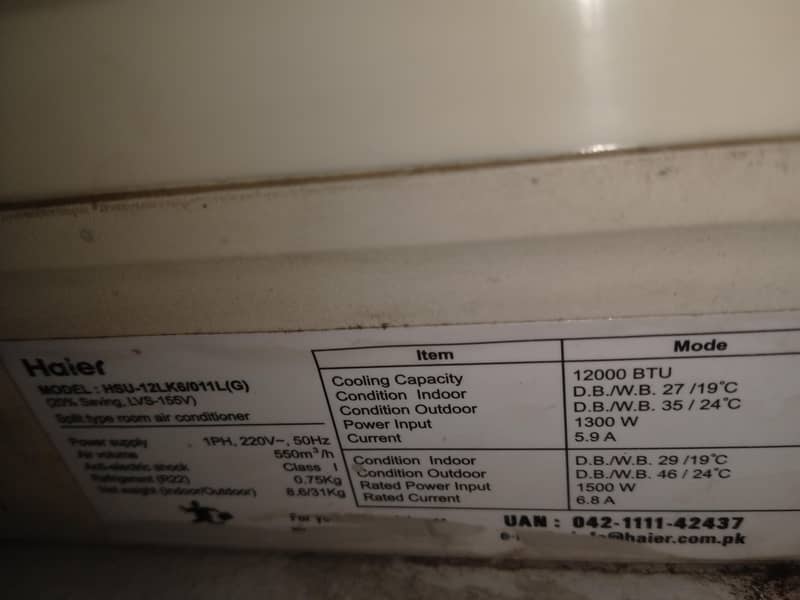 Haier
MODEL : HSU-12LK6/011L(G)
(20% Saving, LVS-155V)
Split type room air conditioner
Power supply 1PH, 220V~, 50Hz
Air volume 550m³/h
Anti-electric shock Class I
Refrigerant (R22) 0.75Kg
Net weight (Indoor/Outdoor) 8.6/31Kg
Item Mode
Cooling Capacity 12000 BTU
Condition Indoor D.B./W.B. 27 /19°C
Condition Outdoor D.B./W.B. 35 / 24°C
Power Input 1300 W
Current 5.9 A
Condition Indoor D.B./W.B. 29 /19°C
Condition Outdoor D.B./W.B. 46 / 24°C
Rated Power Input 1500 W
Rated Current 6.8 A
For
UAN : 042-1111-42437
@haier.com.pk